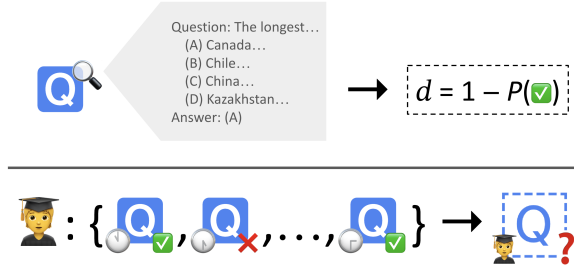 Question: The longest…
(A) Canada…
(B) Chile…
(C) China…
(D) Kazakhstan…
Answer: (A)
Q
d = 1 − P(✅)
: { Q ✅, Q ❌, …, Q ✅ } → Q ?